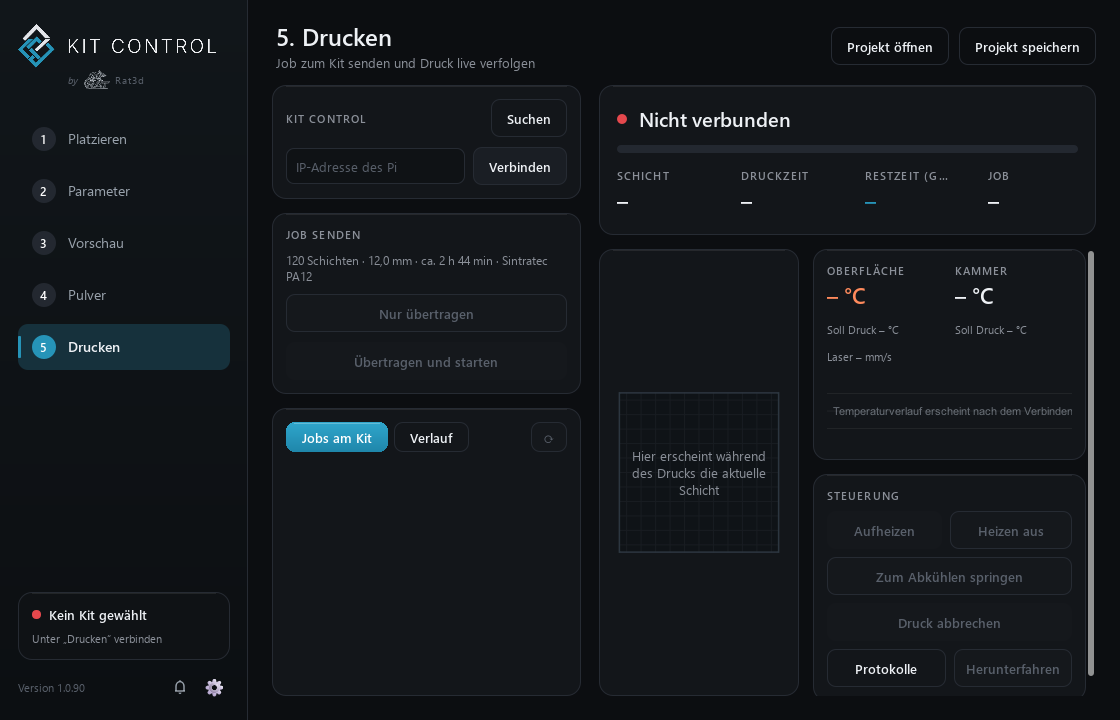 KIT CONTROL
by Rat3d
1 Platzieren
2 Parameter
3 Vorschau
4 Pulver
5 Drucken
Kein Kit gewählt
Unter „Drucken“ verbinden
Version 1.0.90
5. Drucken
Job zum Kit senden und Druck live verfolgen
Projekt öffnen
Projekt speichern
KIT CONTROL
Suchen
IP-Adresse des Pi
Verbinden
JOB SENDEN
120 Schichten · 12,0 mm · ca. 2 h 44 min · Sintratec
PA12
Nur übertragen
Übertragen und starten
Jobs am Kit
Verlauf
Nicht verbunden
SCHICHT
DRUCKZEIT
RESTZEIT (G...
JOB
–
–
–
–
Hier erscheint während
des Drucks die aktuelle
Schicht
OBERFLÄCHE
KAMMER
– °C
– °C
Soll Druck – °C
Soll Druck – °C
Laser – mm/s
Temperaturverlauf erscheint nach dem Verbinden
STEUERUNG
Aufheizen
Heizen aus
Zum Abkühlen springen
Druck abbrechen
Protokolle
Herunterfahren